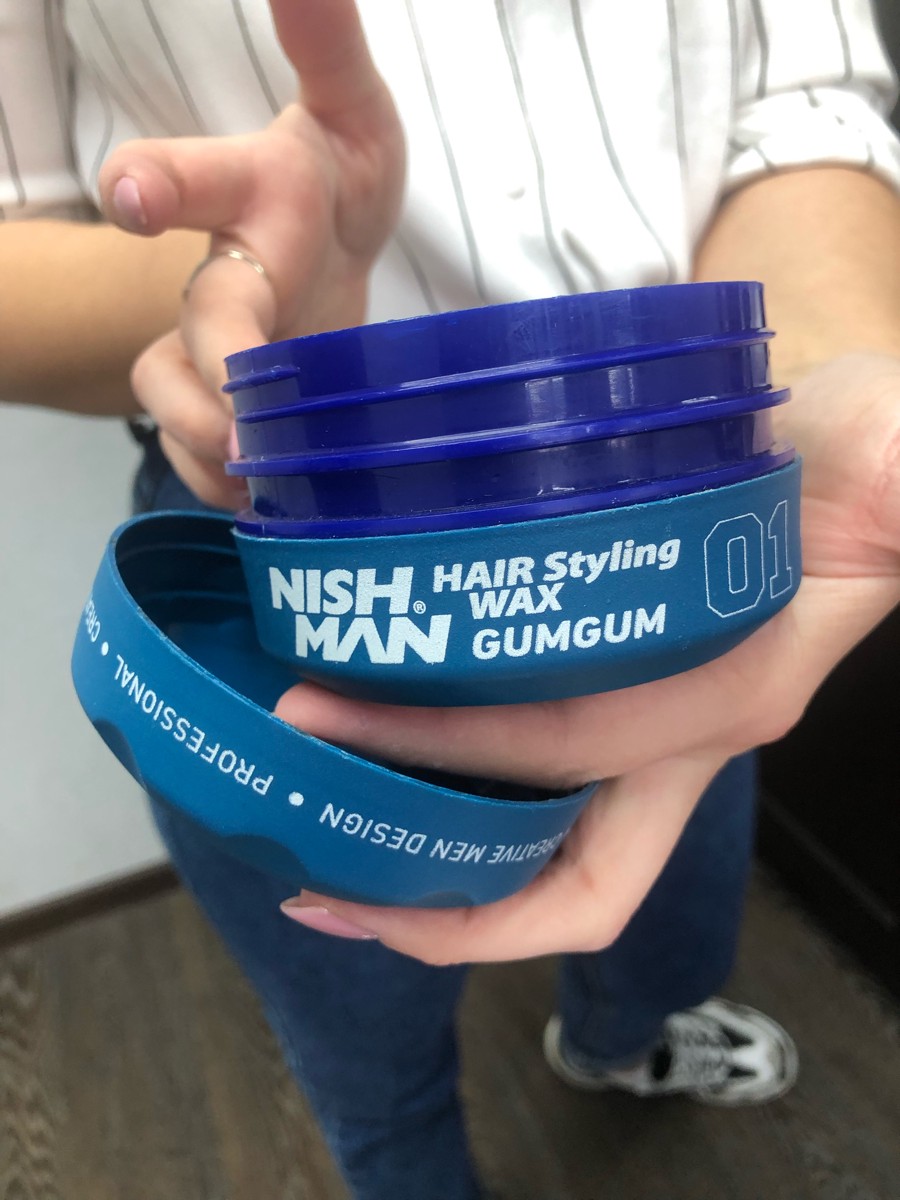 NISH
MAN®
HAIR Styling
WAX
GUMGUM
01
CREATIVE MEN DESIGN • PROFESSIONAL •